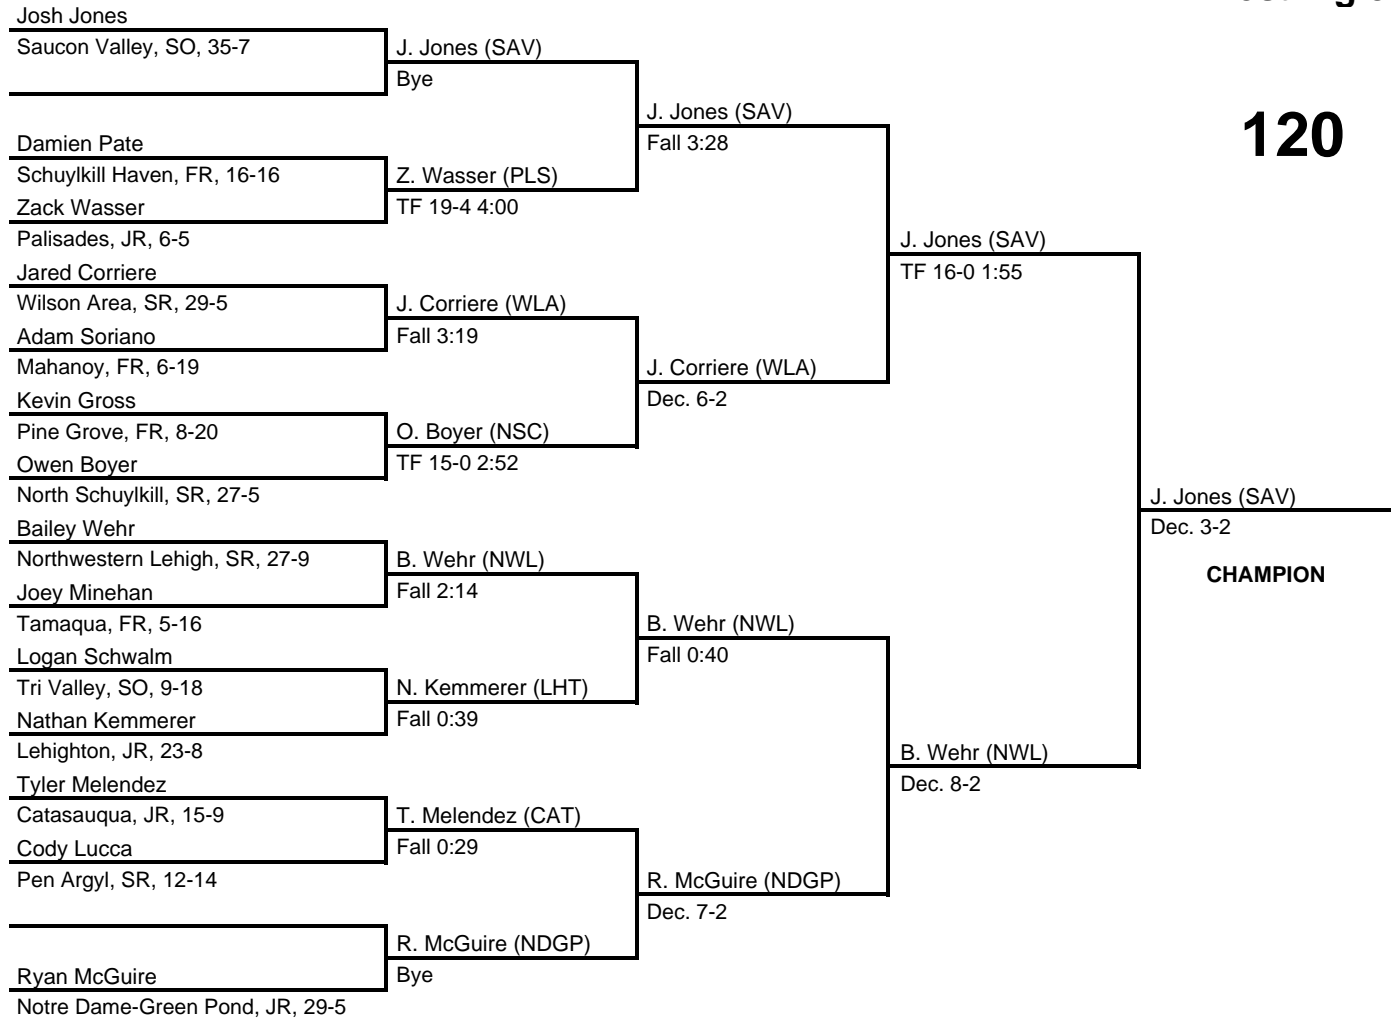 Josh Jones
Saucon Valley, SO, 35-7
J. Jones (SAV)
Bye
J. Jones (SAV)
Fall 3:28
120
Damien Pate
Schuylkill Haven, FR, 16-16
Z. Wasser (PLS)
Zack Wasser
TF 19-4 4:00
Palisades, JR, 6-5
J. Jones (SAV)
TF 16-0 1:55
Jared Corriere
Wilson Area, SR, 29-5
J. Corriere (WLA)
Adam Soriano
Fall 3:19
Mahanoy, FR, 6-19
J. Corriere (WLA)
Dec. 6-2
Kevin Gross
Pine Grove, FR, 8-20
O. Boyer (NSC)
Owen Boyer
TF 15-0 2:52
North Schuylkill, SR, 27-5
J. Jones (SAV)
Dec. 3-2
CHAMPION
Bailey Wehr
Northwestern Lehigh, SR, 27-9
B. Wehr (NWL)
Joey Minehan
Fall 2:14
Tamaqua, FR, 5-16
B. Wehr (NWL)
Fall 0:40
Logan Schwalm
Tri Valley, SO, 9-18
N. Kemmerer (LHT)
Nathan Kemmerer
Fall 0:39
Lehighton, JR, 23-8
B. Wehr (NWL)
Dec. 8-2
Tyler Melendez
Catasauqua, JR, 15-9
T. Melendez (CAT)
Cody Lucca
Fall 0:29
Pen Argyl, SR, 12-14
R. McGuire (NDGP)
Dec. 7-2
R. McGuire (NDGP)
Ryan McGuire
Bye
Notre Dame-Green Pond, JR, 29-5